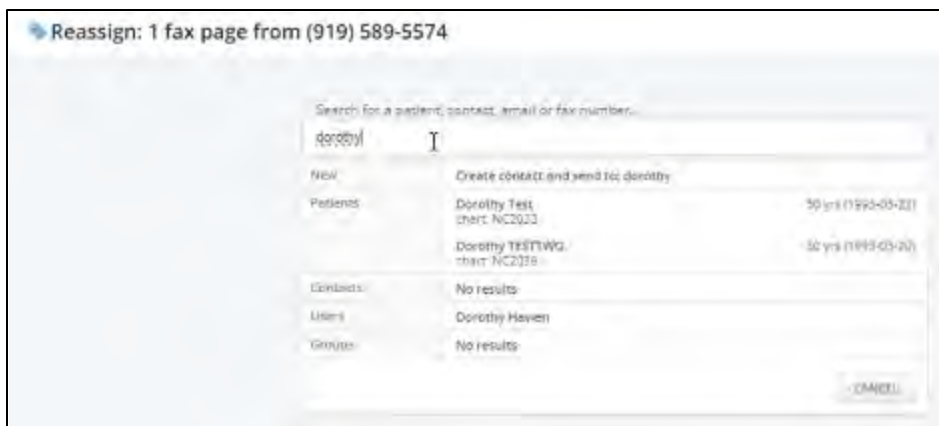 Reassign: 1 fax page from (919) 589-5574
Search for a patient, contact, email or fax number...
dorothy
New Create contact and send to: dorothy
Patients Dorothy Test
chart: NC2023
Dorothy TESTTWO
Contacts No results
Users Dorothy Haven
Groups No results
CANCEL